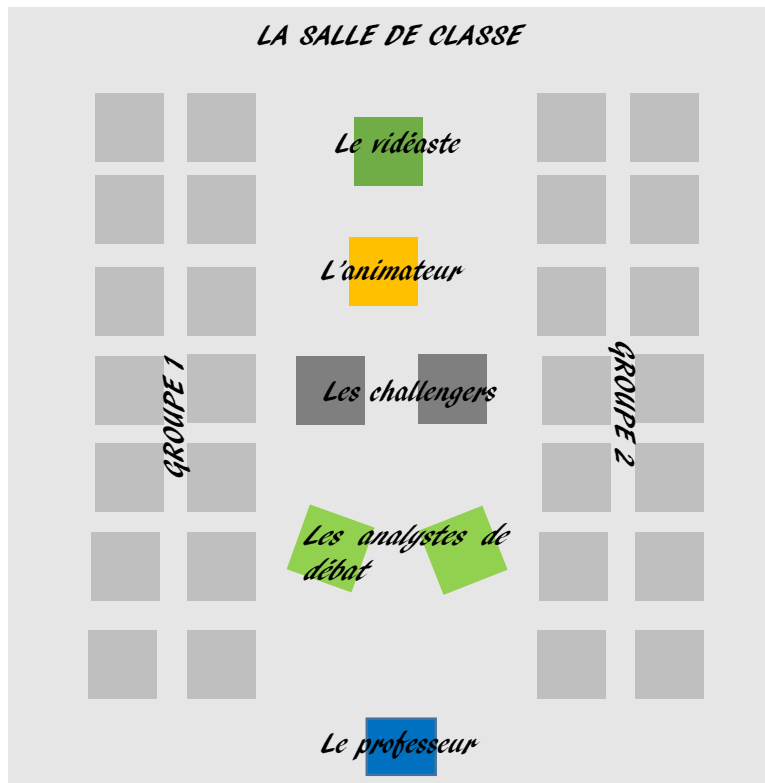 LA SALLE DE CLASSE
Le vidéaste
L'animateur
Les challengers
GROUPE 1
GROUPE 2
Les analystes de
débat
Le professeur